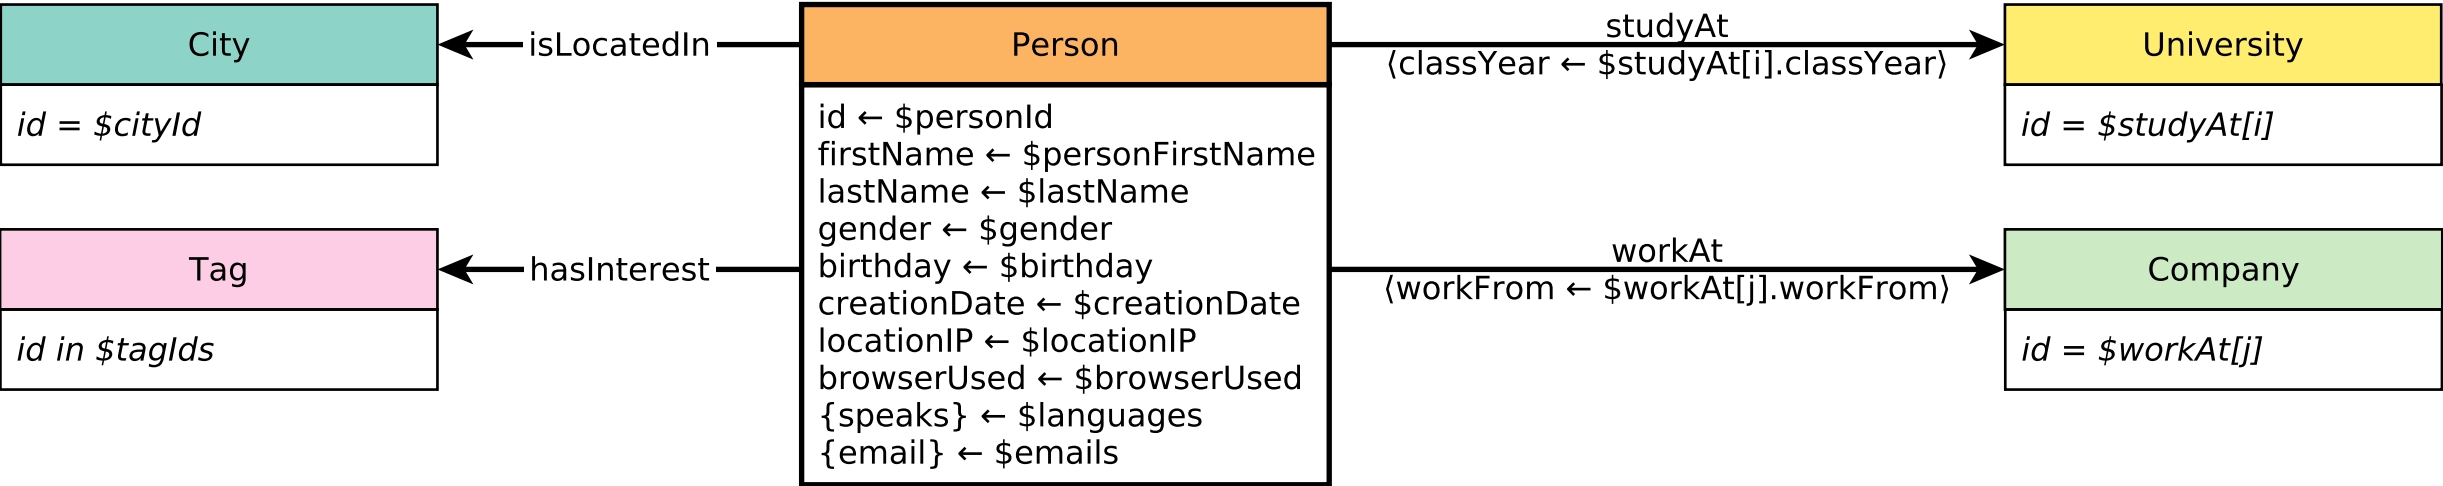 City
id = $cityId
isLocatedIn
Tag
id in $tagIds
hasInterest
Person
id ← $personId
firstName ← $personFirstName
lastName ← $lastName
gender ← $gender
birthday ← $birthday
creationDate ← $creationDate
locationIP ← $locationIP
browserUsed ← $browserUsed
{speaks} ← $languages
{email} ← $emails
studyAt
⟨classYear ← $studyAt[i].classYear⟩
University
id = $studyAt[i]
workAt
⟨workFrom ← $workAt[j].workFrom⟩
Company
id = $workAt[j]